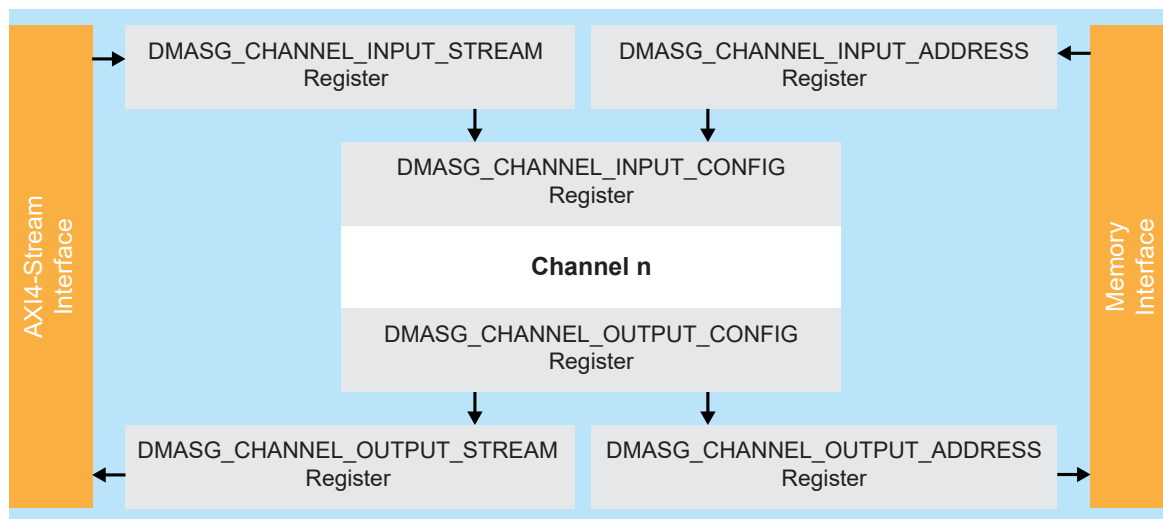 AXI4-Stream
Interface
DMASG_CHANNEL_INPUT_STREAM
Register
DMASG_CHANNEL_INPUT_ADDRESS
Register
DMASG_CHANNEL_INPUT_CONFIG
Register
Channel n
DMASG_CHANNEL_OUTPUT_CONFIG
Register
DMASG_CHANNEL_OUTPUT_STREAM
Register
DMASG_CHANNEL_OUTPUT_ADDRESS
Register
Memory
Interface